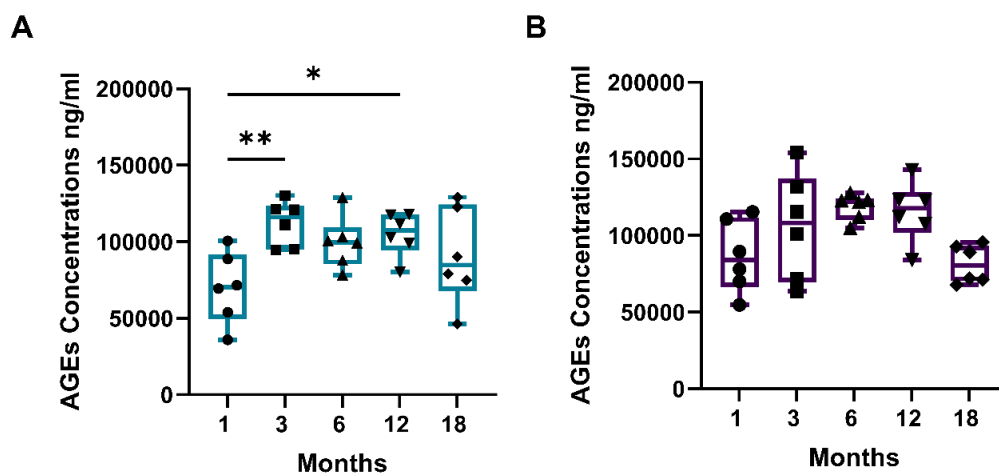 A
B
AGEs Concentrations ng/ml
200000
150000
100000
50000
0
*
**
1 3 6 12 18
Months
AGEs Concentrations ng/ml
200000
150000
100000
50000
0
1 3 6 12 18
Months